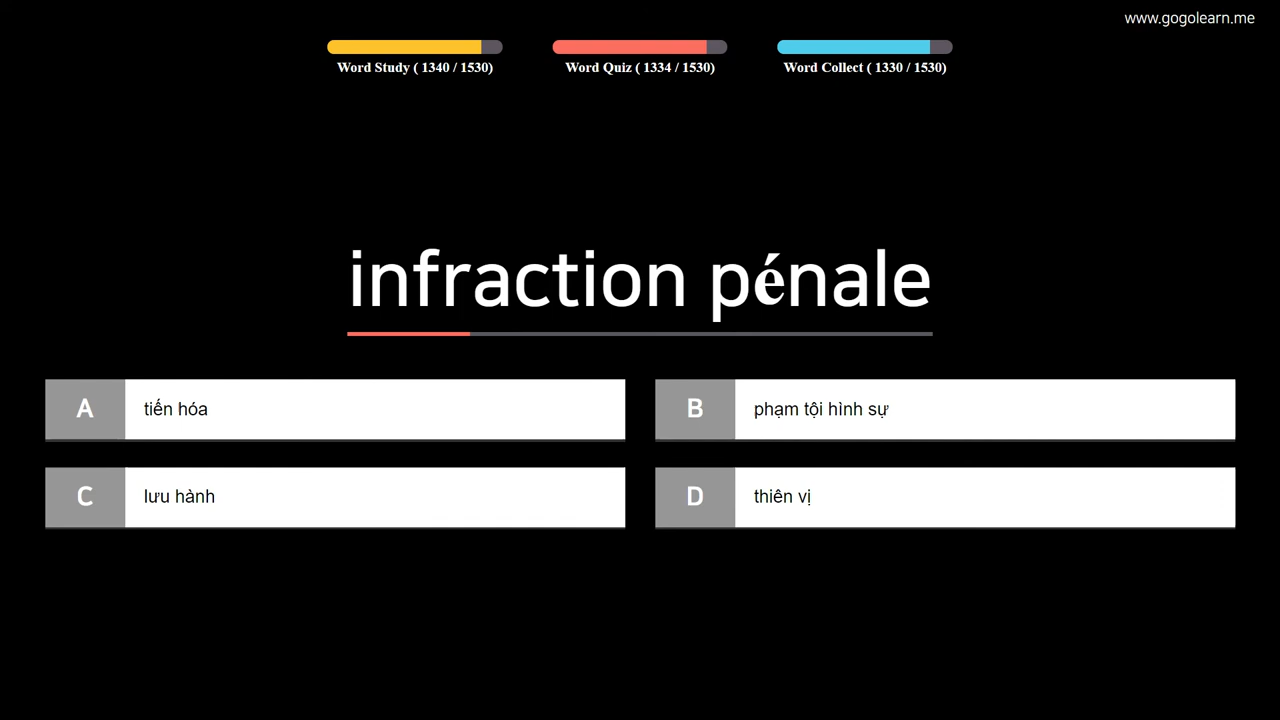 www.gogolearn.me
Word Study ( 1340 / 1530)
Word Quiz ( 1334 / 1530)
Word Collect ( 1330 / 1530)
infraction pénale
A tiến hóa
B phạm tội hình sự
C lưu hành
D thiên vị